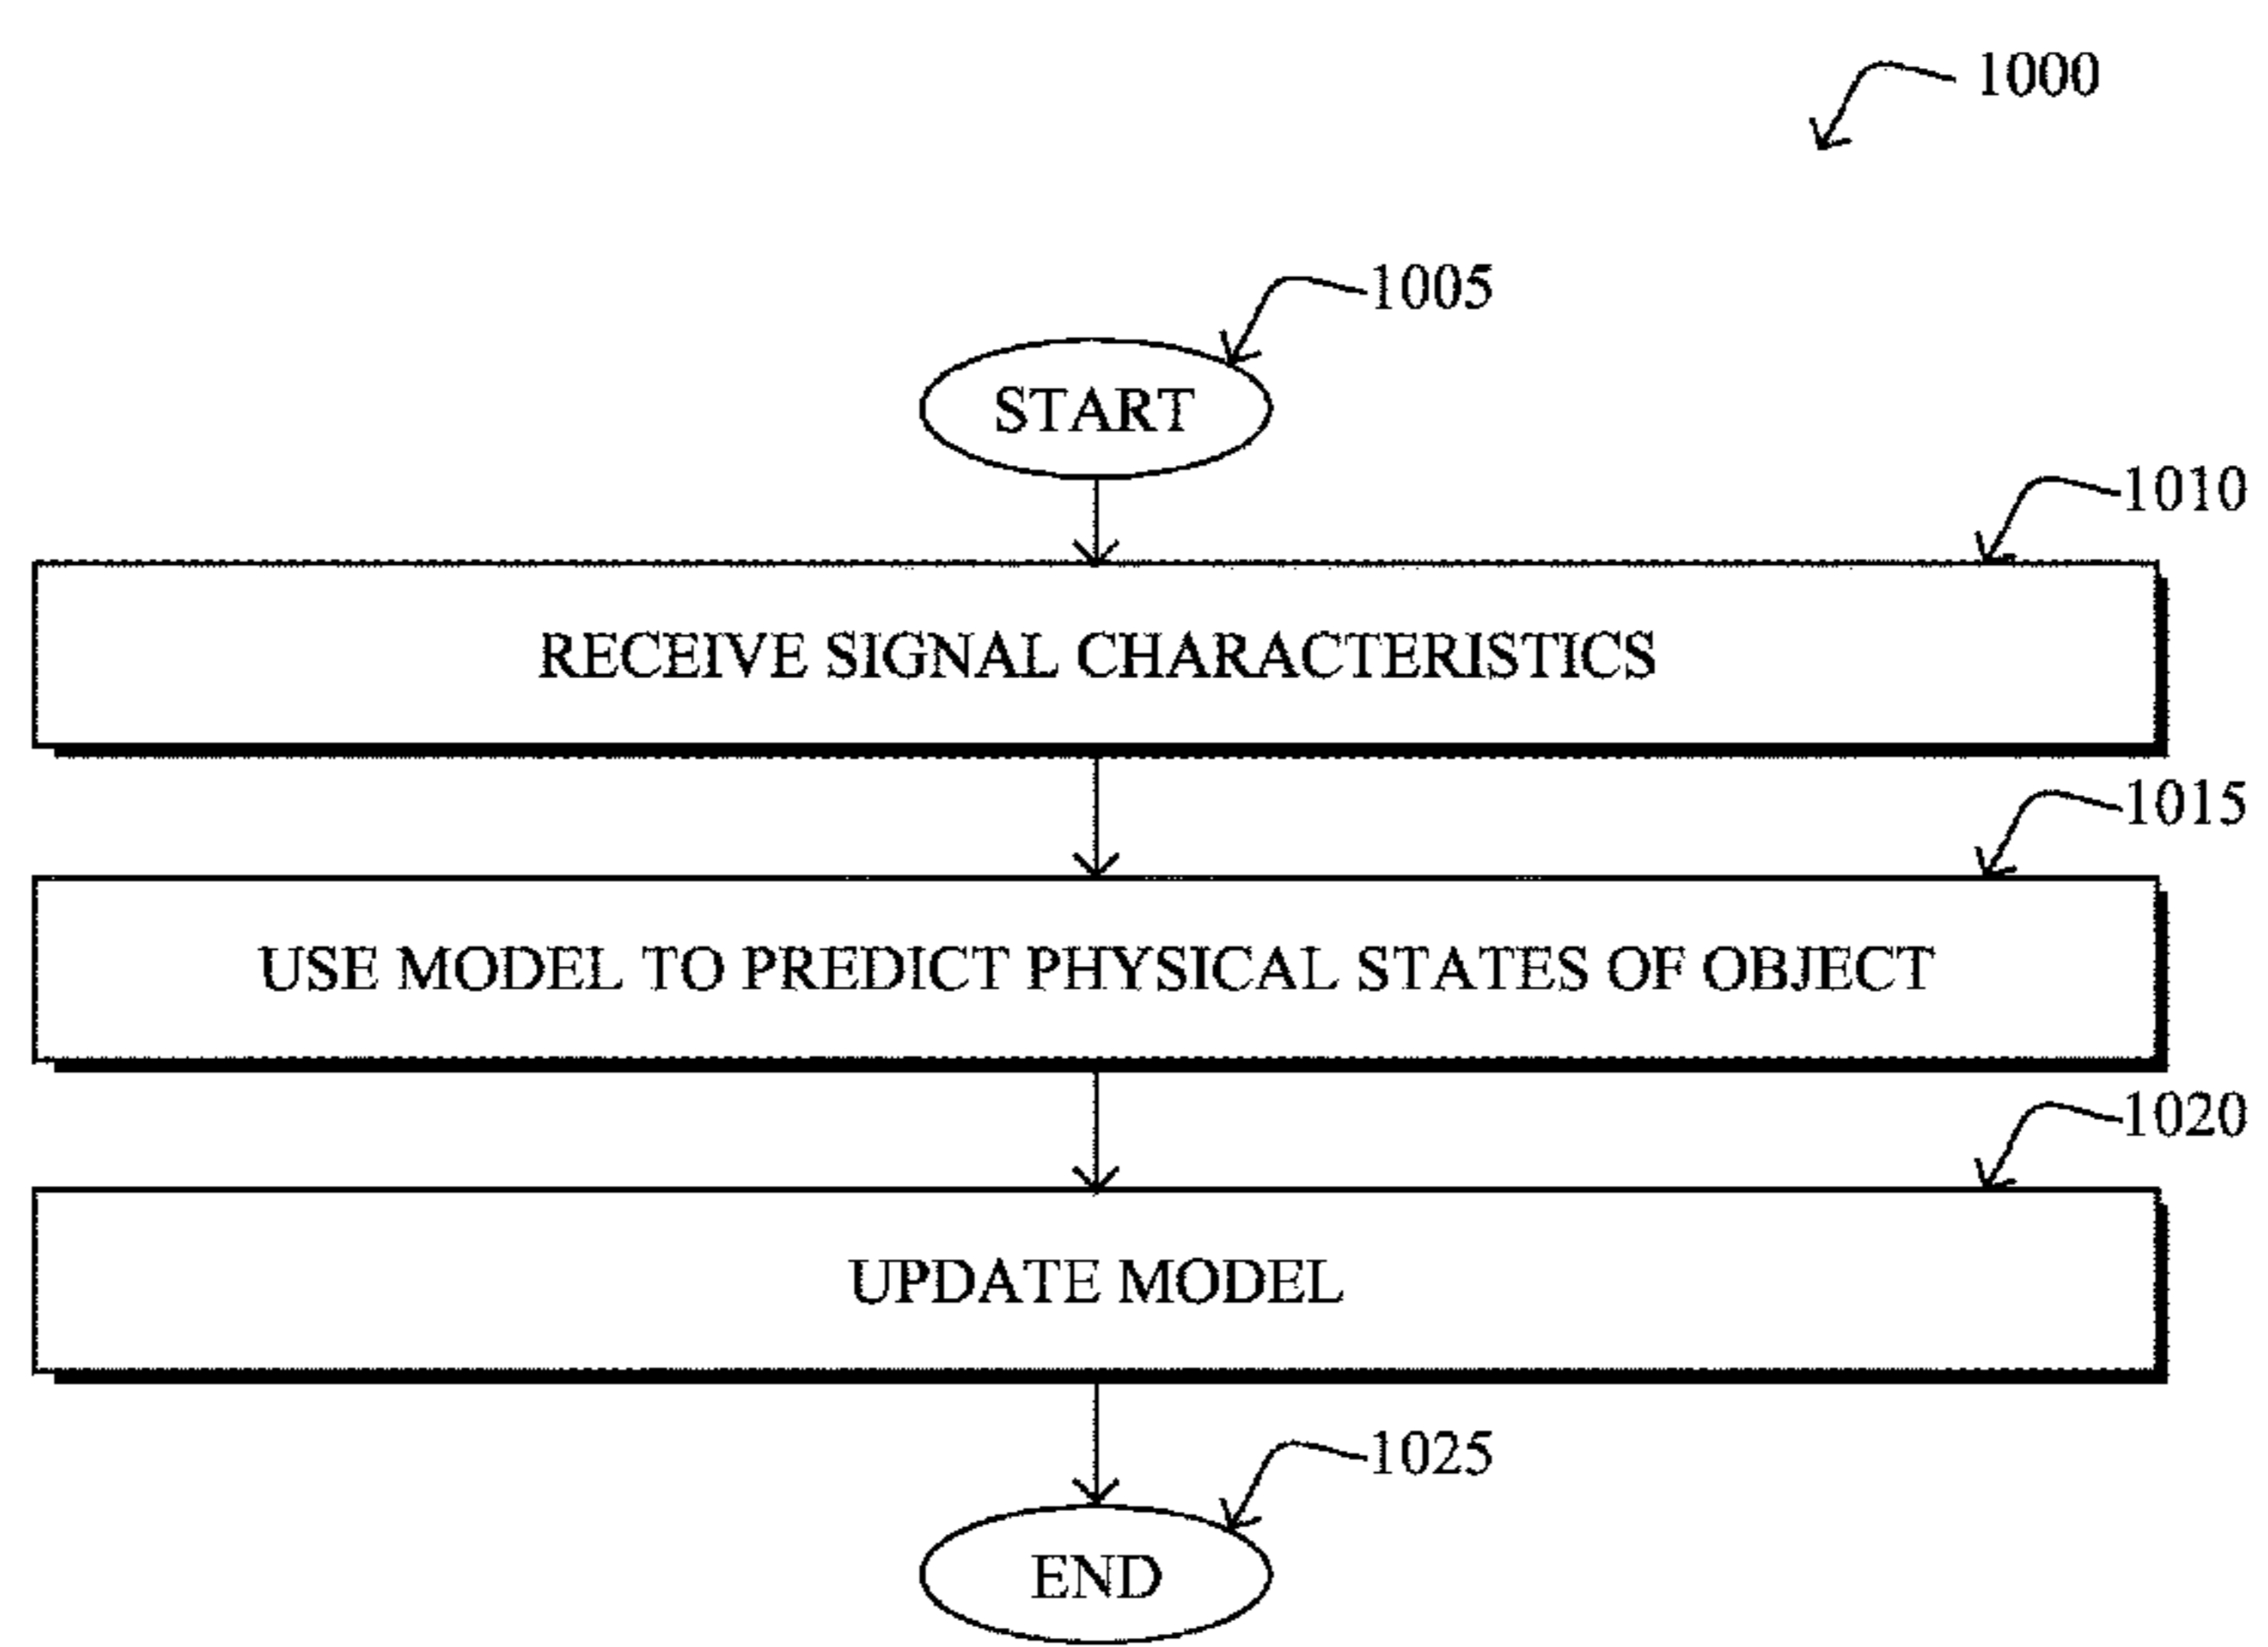 1000
1005
START
1010
RECEIVE SIGNAL CHARACTERISTICS
1015
USE MODEL TO PREDICT PHYSICAL STATES OF OBJECT
1020
UPDATE MODEL
1025
END